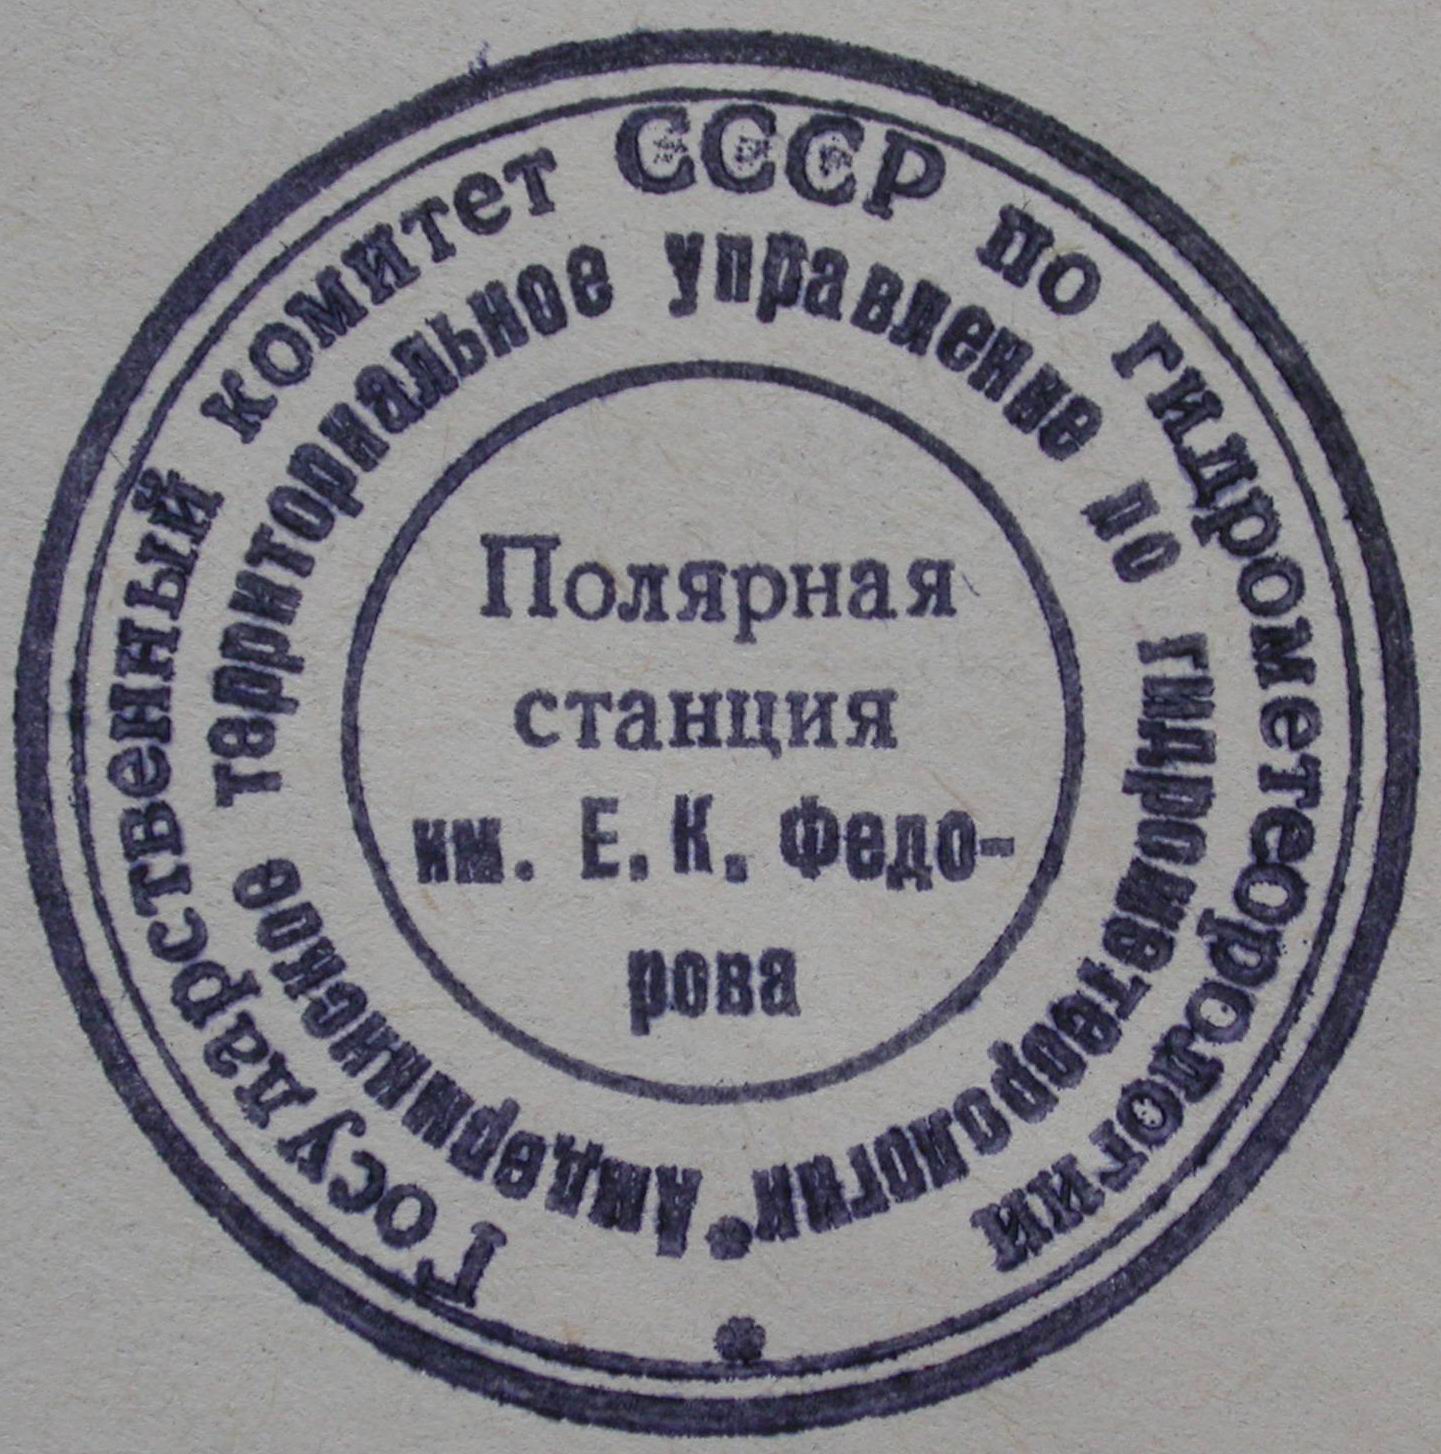 Государственный комитет СССР по гидрометеорологии
Амдерминское территориальное управление по гидрометеорологии
Полярная
станция
им. Е. К. Федо-
рова